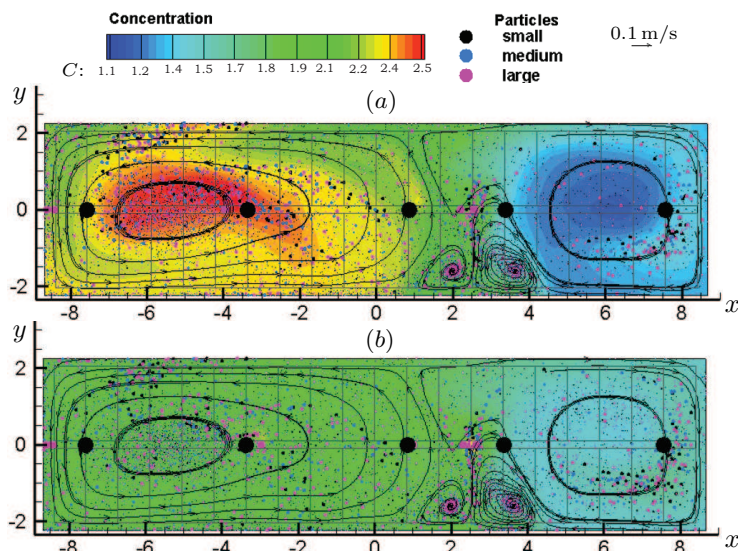 Concentration
C: 1.1 1.2 1.4 1.5 1.7 1.8 2.1 2.2 2.4 2.5
Particles
small
medium
large
0.1 m/s
y
(a)
2
0
-2
-8 -6 -4 -2 0 2 4 6 8 x
y
(b)
2
0
-2
-8 -6 -4 -2 0 2 4 6 8 x